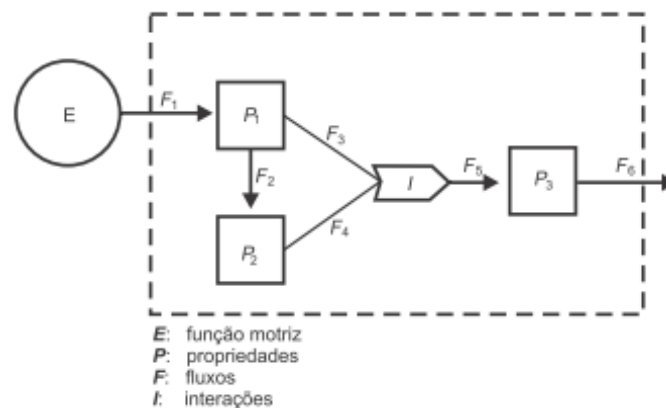 E
F1
P1
F3
F2
I
F5
P3
F6
F4
P2
E: função motriz
P: propriedades
F: fluxos
I: interações